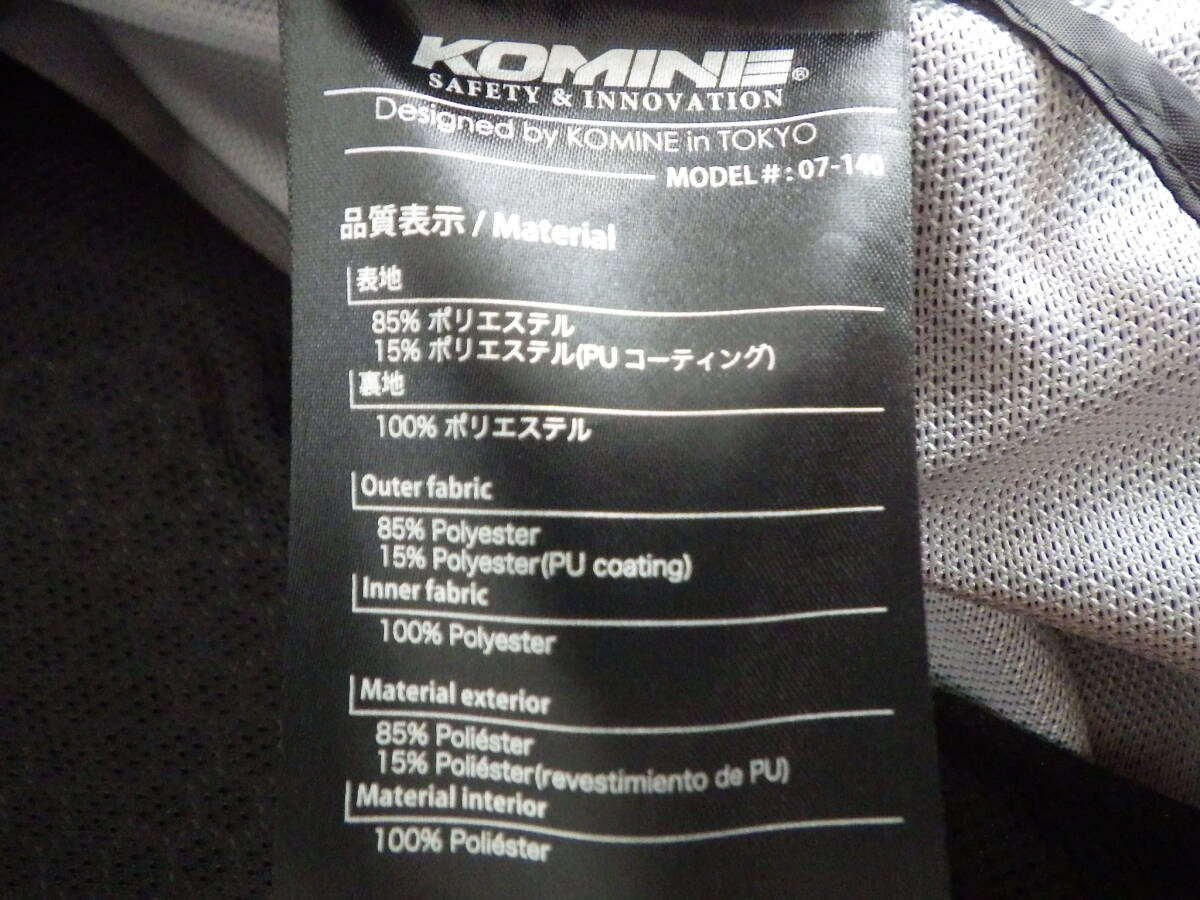 KOMINE®
SAFETY & INNOVATION
Designed by KOMINE in TOKYO
MODEL # : 07-140
品質表示 / Material
表地
85% ポリエステル
15% ポリエステル(PU コーティング)
裏地
100% ポリエステル
Outer fabric
85% Polyester
15% Polyester(PU coating)
Inner fabric
100% Polyester
Material exterior
85% Poliéster
15% Poliéster(revestimiento de PU)
Material interior
100% Poliéster